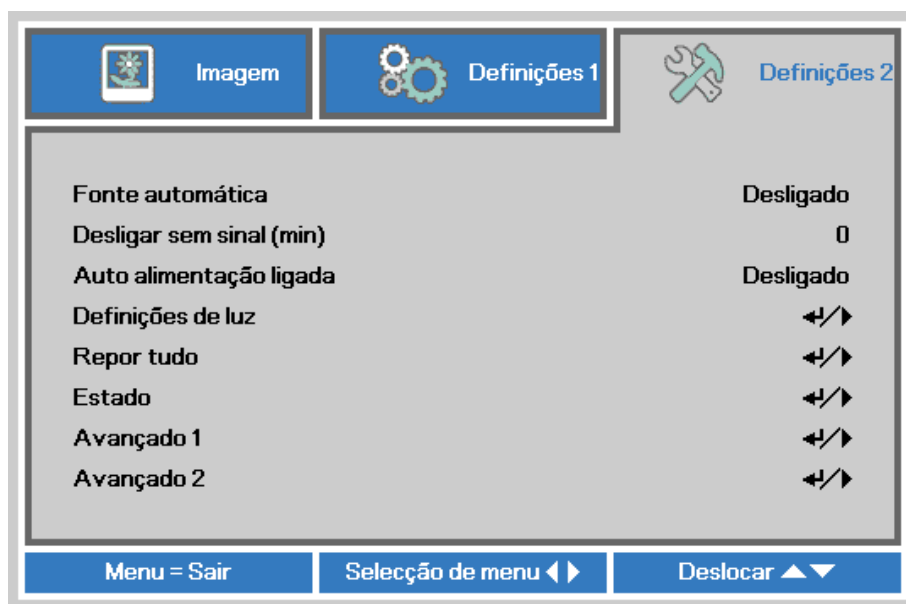 Imagem
Definições 1
Definições 2
Fonte automática Desligado
Desligar sem sinal (min) 0
Auto alimentação ligada Desligado
Definições de luz
Repor tudo
Estado
Avançado 1
Avançado 2
Menu = Sair
Selecção de menu
Deslocar